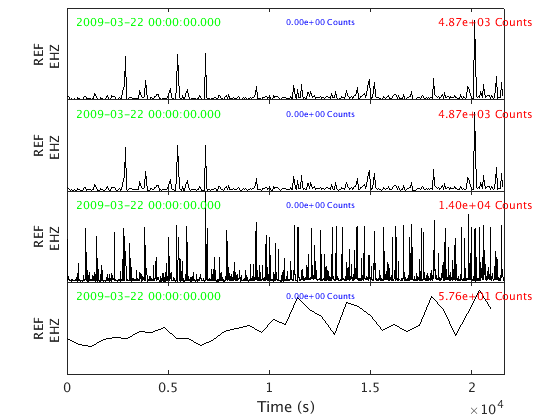 2009-03-22 00:00:00.000 0.00e+00 Counts 4.87e+03 Counts
REF
EHZ
2009-03-22 00:00:00.000 0.00e+00 Counts 4.87e+03 Counts
REF
EHZ
2009-03-22 00:00:00.000 0.00e+00 Counts 1.40e+04 Counts
REF
EHZ
2009-03-22 00:00:00.000 0.00e+00 Counts 5.76e+01 Counts
REF
EHZ
0 0.5 1 1.5 2
×10⁴
Time (s)